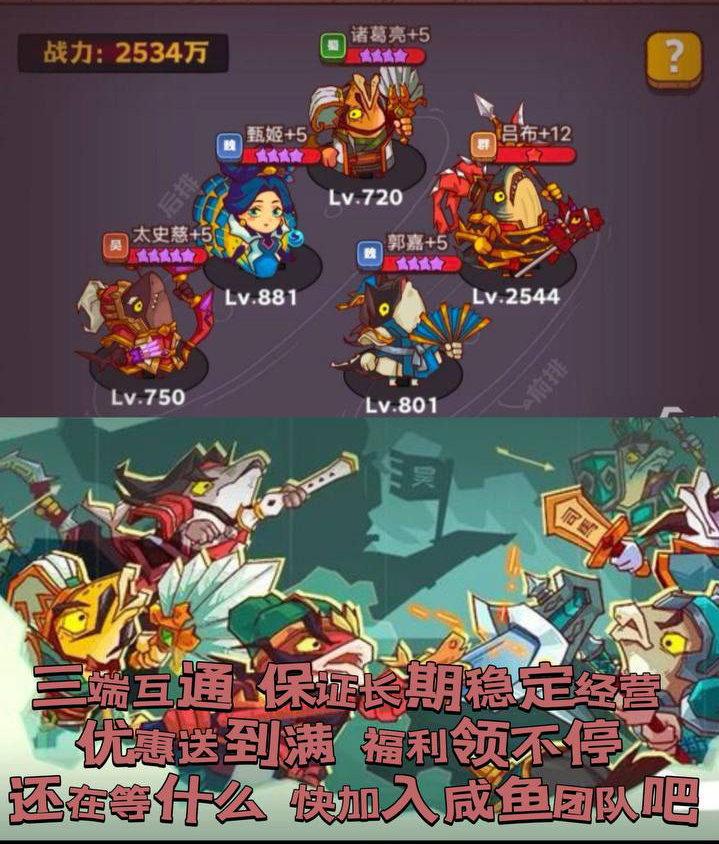 战力：2534万
?
蜀 诸葛亮+5
魏 甄姬+5
群 吕布+12
Lv.720
后排
吴 太史慈+5
魏 郭嘉+5
Lv.881
Lv.2544
前排
Lv.750
Lv.801
司马
三端互通 保证长期稳定经营
优惠送到满 福利领不停
还在等什么 快加入咸鱼团队吧